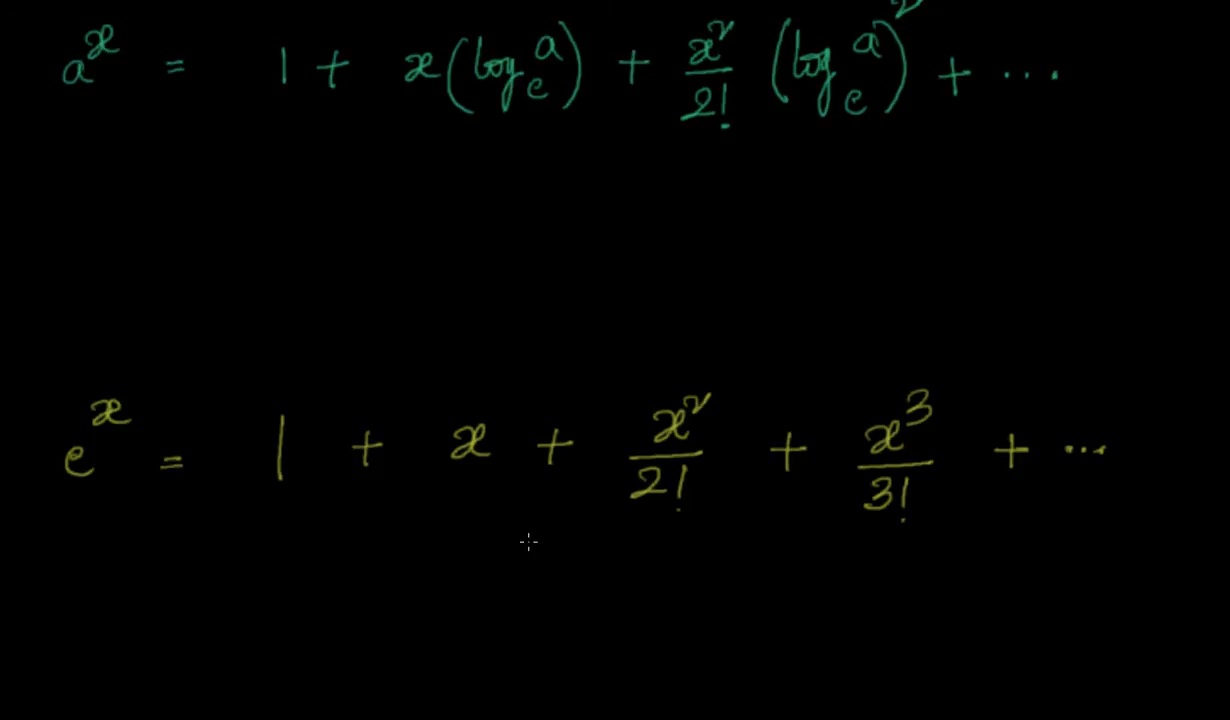 a^x = 1 + x(log_e a) + x²/2! (log_e a)² + ...
e^x = 1 + x + x²/2! + x³/3! + ...